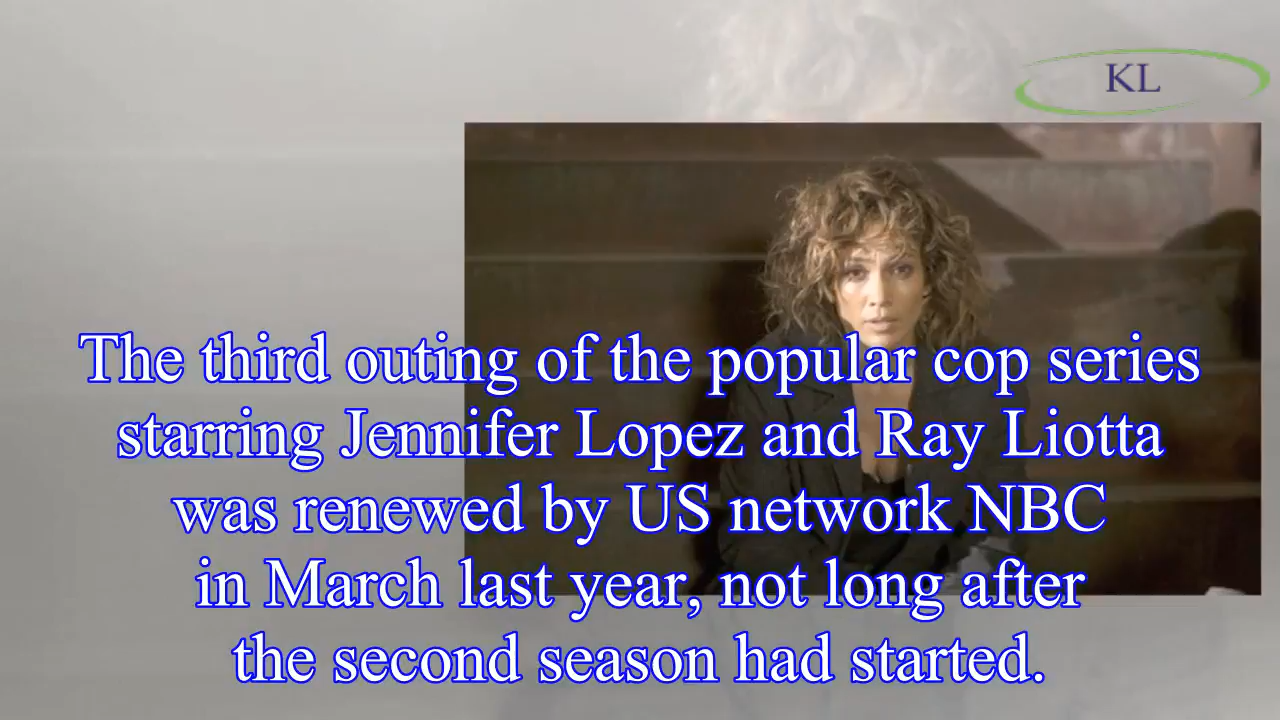 KL
The third outing of the popular cop series
starring Jennifer Lopez and Ray Liotta
was renewed by US network NBC
in March last year, not long after
the second season had started.